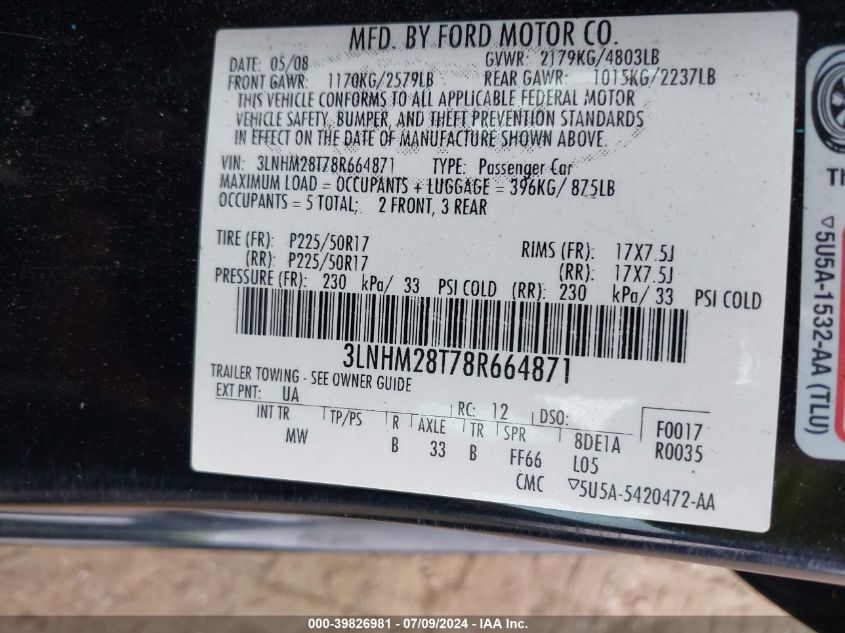 MFD. BY FORD MOTOR CO.
DATE: 05/08 GVWR: 2179KG/4803LB
FRONT GAWR: 1170KG/2579LB REAR GAWR: 1015KG/2237LB
THIS VEHICLE CONFORMS TO ALL APPLICABLE FEDERAL MOTOR
VEHICLE SAFETY, BUMPER, AND THEFT PREVENTION STANDARDS
IN EFFECT ON THE DATE OF MANUFACTURE SHOWN ABOVE.
VIN: 3LNHM28T78R664871 TYPE: Passenger Car
MAXIMUM LOAD = OCCUPANTS + LUGGAGE = 396KG/ 875LB
OCCUPANTS = 5 TOTAL; 2 FRONT, 3 REAR
TIRE (FR): P225/50R17 RIMS (FR): 17X7.5J
(RR): P225/50R17 (RR): 17X7.5J
PRESSURE (FR): 230 kPa/ 33 PSI COLD (RR): 230 kPa/ 33 PSI COLD
3LNHM28T78R664871
TRAILER TOWING - SEE OWNER GUIDE
EXT PNT: UA RC: 12 DSO:
INT TR TP/PS R AXLE TR SPR 8DE1A F0017
MW B 33 B FF66 L05 R0035
CMC ▽5U5A-5420472-AA
Th
▽5U5A-1532-AA (TLU)
000-39826981 - 07/09/2024 - IAA Inc.